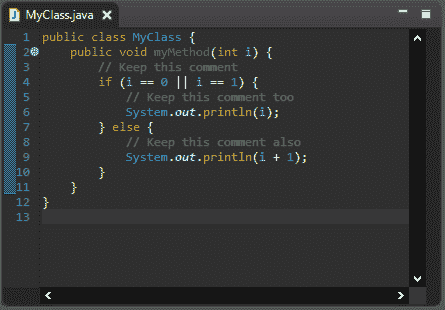 MyClass.java
1 public class MyClass {
2     public void myMethod(int i) {
3         // Keep this comment
4         if (i == 0 || i == 1) {
5             // Keep this comment too
6             System.out.println(i);
7         } else {
8             // Keep this comment also
9             System.out.println(i + 1);
10         }
11     }
12 }
13